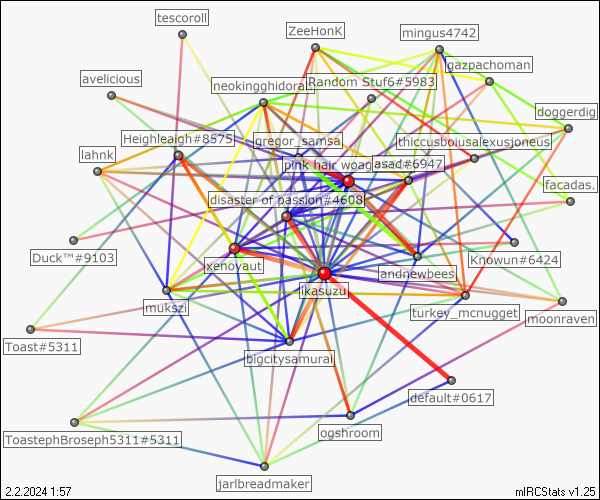 tescoroll
ZeeHonK
mingus4742
gazpachoman
avelicious
neokingghidorah
Random Stuf6#5983
doggerdig
Heighleaigh#8575
gregor_samsa
lthiccusbousalexusjoneus
lahnk
pink hair
asad#6947
facadas.
disaster of passion#4608
Duck™#9103
xenoyaut
andnewbees
Knowun#6424
mukszi
ikasuzu
turkey_mcnugget
moonraven
Toast#5311
bigcitysamurai
default#0617
ToastephBroseph5311#5311
ogshroom
jarlbreadmaker
2.2.2024 1:57
mIRCStats v1.25